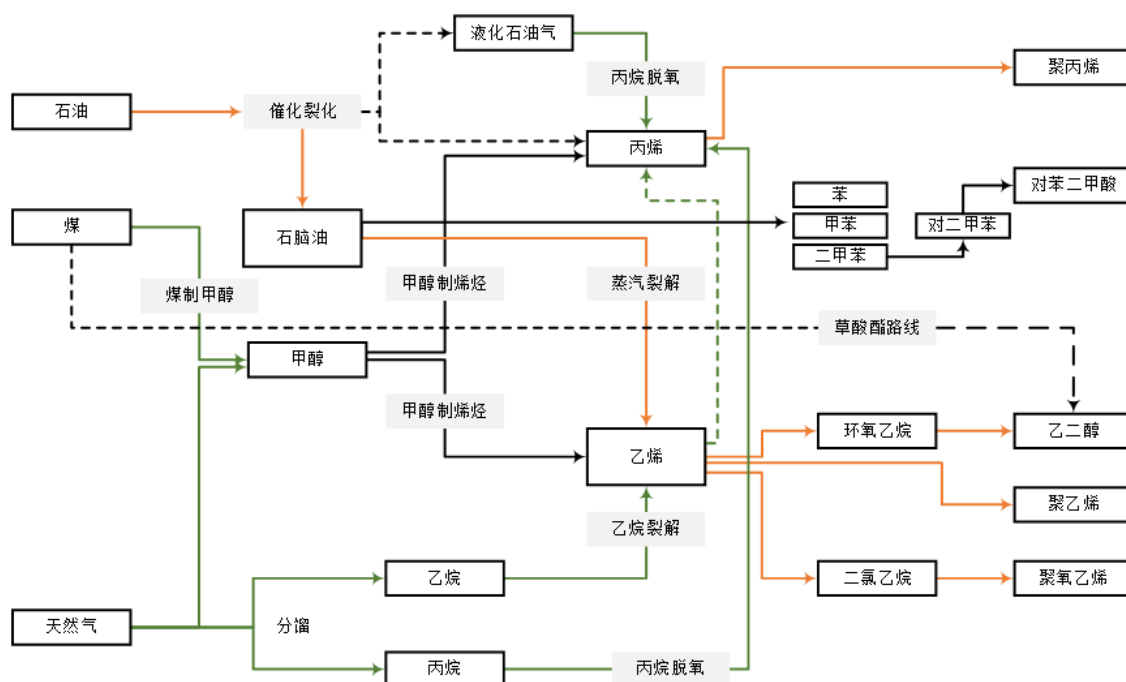 液化石油气
聚丙烯
丙烷脱氧
石油
催化裂化
丙烯
苯
对苯二甲酸
煤
石脑油
甲苯
对二甲苯
二甲苯
甲醇制烯烃
蒸汽裂解
煤制甲醇
草酸酯路线
甲醇
甲醇制烯烃
环氧乙烷
乙二醇
乙烯
聚乙烯
乙烷裂解
乙烷
二氯乙烷
聚氧乙烯
天然气
分馏
丙烷
丙烷脱氧